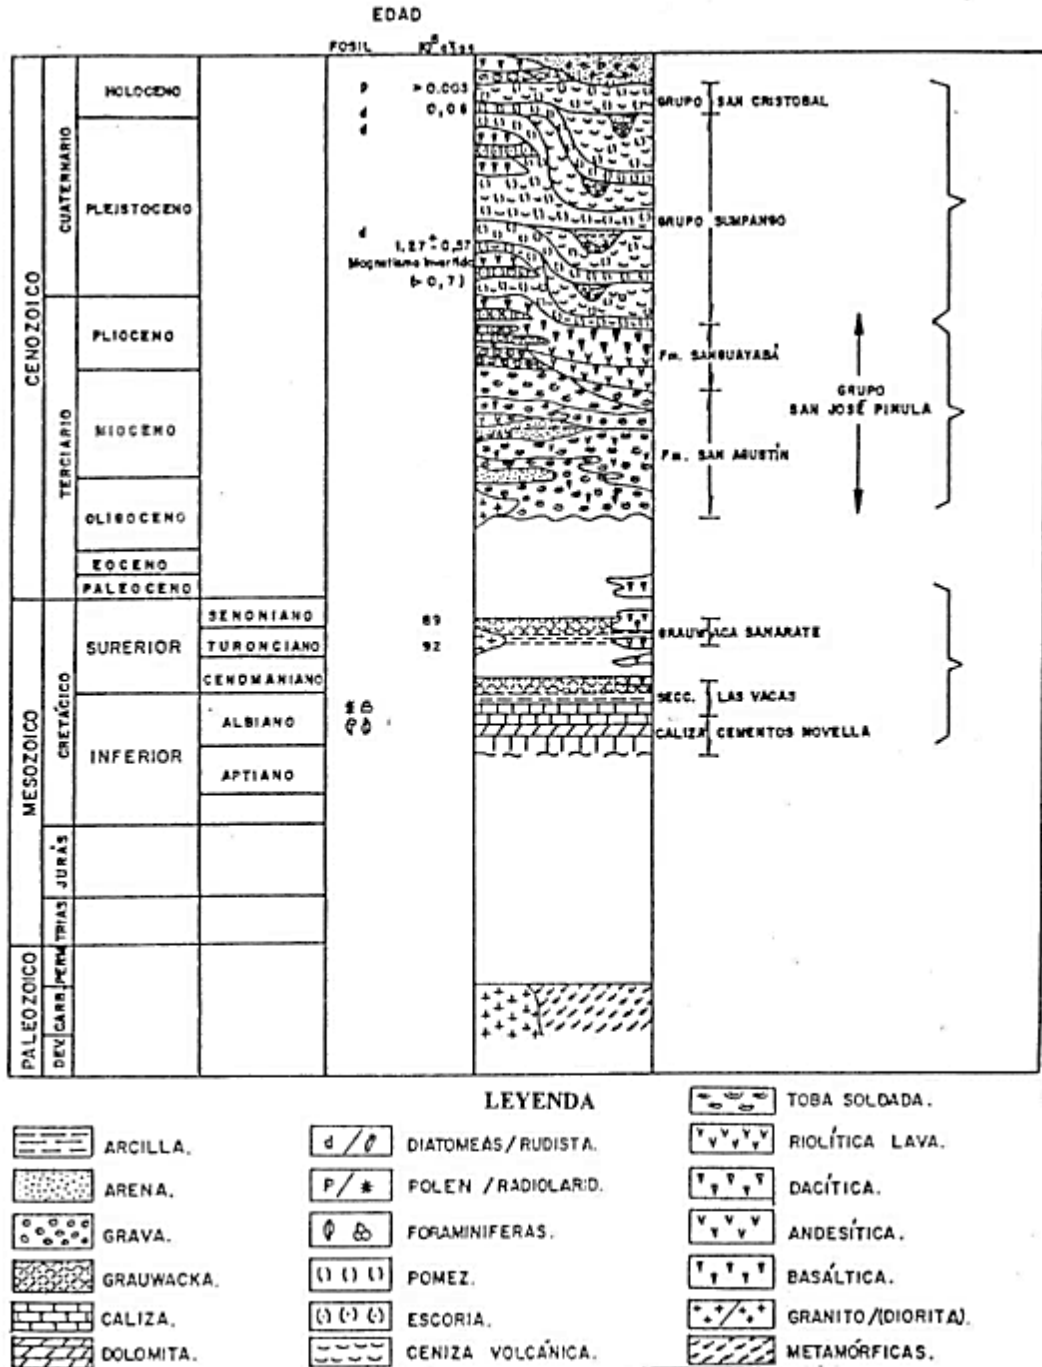 EDAD
FOSIL
HOLOCENO
P > 0.003
GRUPO SAN CRISTOBAL
d 0,08
d
CUATERNARIO
PLEISTOCENO
GRUPO SUMPANGO
d
1,27 ± 0,57
Magnetismo Invertido
(> 0,7)
CENOZOICO
PLIOCENO
Fm. SANGUAYABÁ
GRUPO
SAN JOSÉ PINULA
TERCIARIO
MIOCENO
Fm. SAN AGUSTÍN
OLIGOCENO
EOCENO
PALEOCENO
MESOZOICO
CRETÁCICO
SURERIOR
SENONIANO
89
GRAUWACA SANARATE
TURONCIANO
92
CENOMANIANO
SECC. LAS VACAS
INFERIOR
ALBIANO
CALIZA CEMENTOS NOVELLA
APTIANO
JURÁS
TRIAS
PALEOZOICO
PERM
CARB.
DEV.
LEYENDA
ARCILLA.
ARENA.
GRAVA.
GRAUWACKA.
CALIZA.
DOLOMITA.
d / DIATOMEÁS/RUDISTA.
P/* POLEN /RADIOLARID.
FORAMINIFERAS.
POMEZ.
ESCORIA.
CENIZA VOLCÁNICA.
TOBA SOLDADA.
RIOLÍTICA LAVA.
DACÍTICA.
ANDESÍTICA.
BASÁLTICA.
GRANITO/(DIORITA).
METAMÓRFICAS.